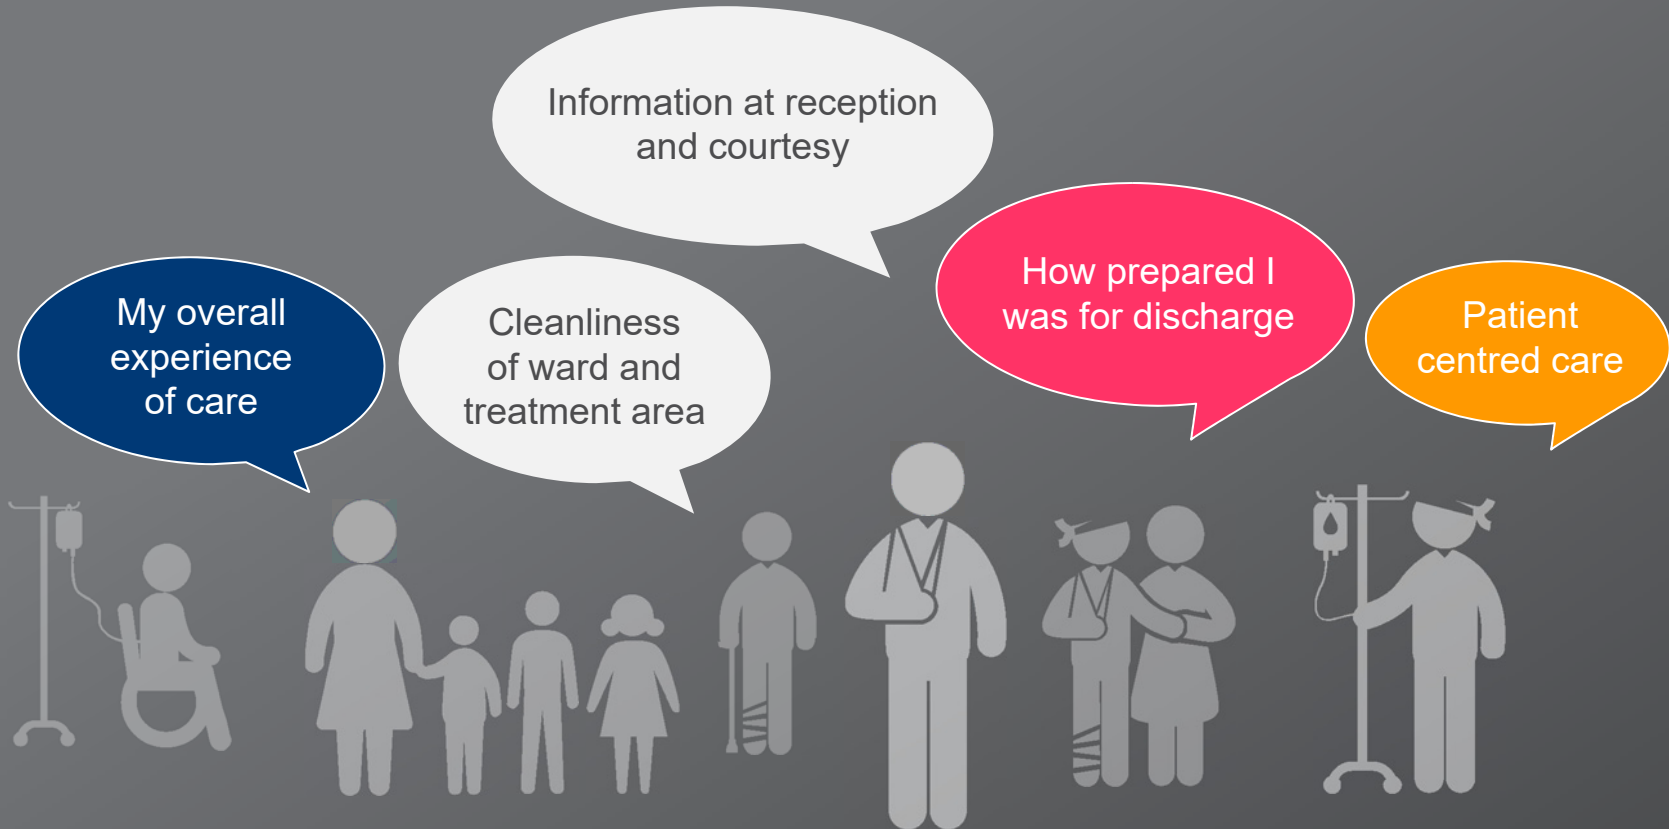 Information at reception
and courtesy
My overall
experience
of care
Cleanliness
of ward and
treatment area
How prepared I
was for discharge
Patient
centred care